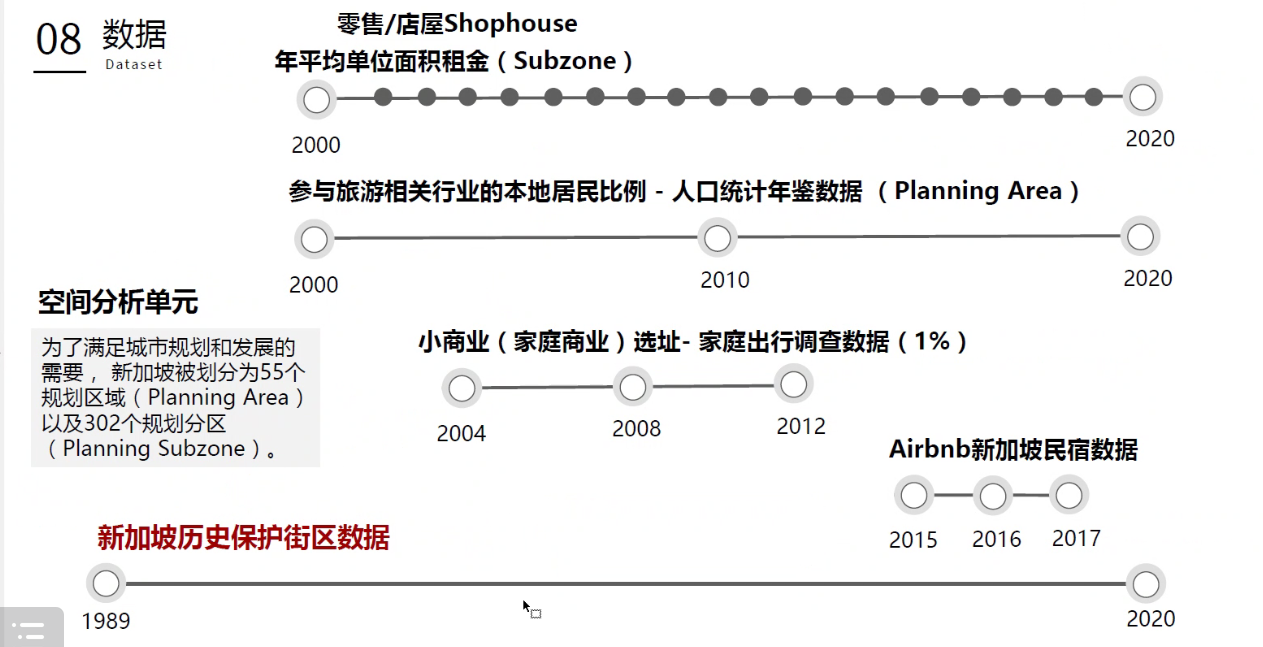 08 数据
Dataset
零售/店屋Shophouse
年平均单位面积租金（Subzone）
2000
2020
参与旅游相关行业的本地居民比例 - 人口统计年鉴数据 （Planning Area）
2000
2010
2020
空间分析单元
为了满足城市规划和发展的
需要， 新加坡被划分为55个
规划区域（Planning Area）
以及302个规划分区
（Planning Subzone）。
小商业（家庭商业）选址- 家庭出行调查数据（1%）
2004
2008
2012
Airbnb新加坡民宿数据
2015
2016
2017
新加坡历史保护街区数据
1989
2020